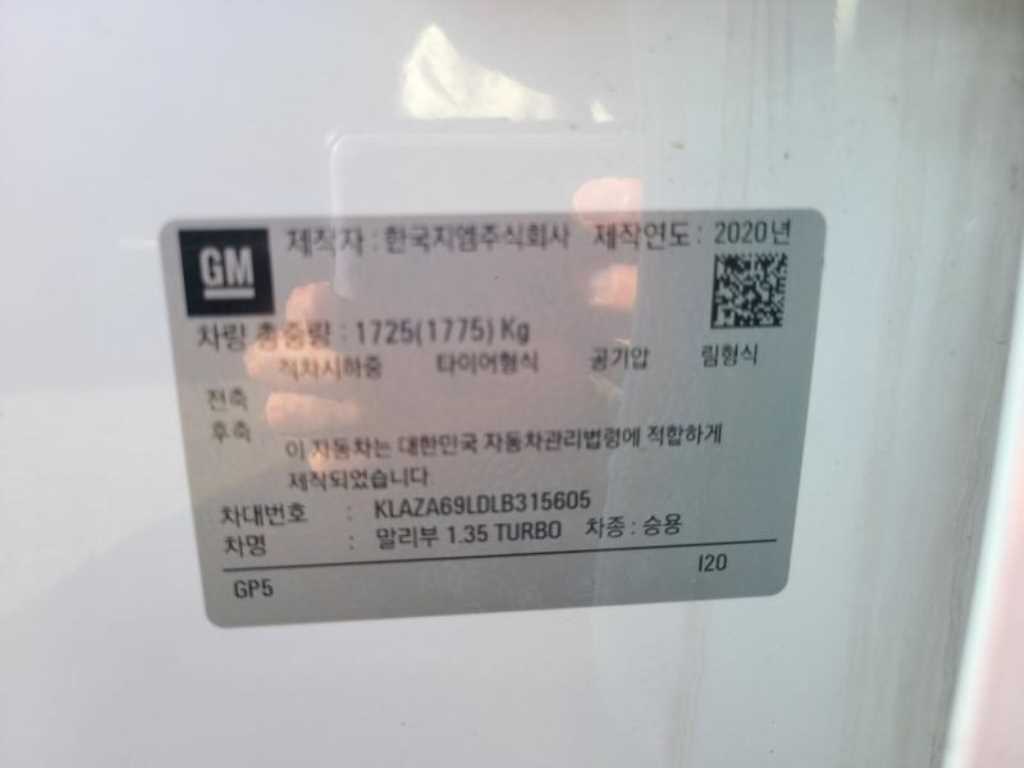 GM 제작자 : 한국지엠주식회사 제작연도 : 2020년
차량 총중량 : 1725(1775) Kg
적차시하중 타이어형식 공기압 림형식
전축
후축
이 자동차는 대한민국 자동차관리법령에 적합하게
제작되었습니다
차대번호 : KLAZA69LDLB315605
차명 : 말리부 1.35 TURBO 차종 : 승용
GP5 I20